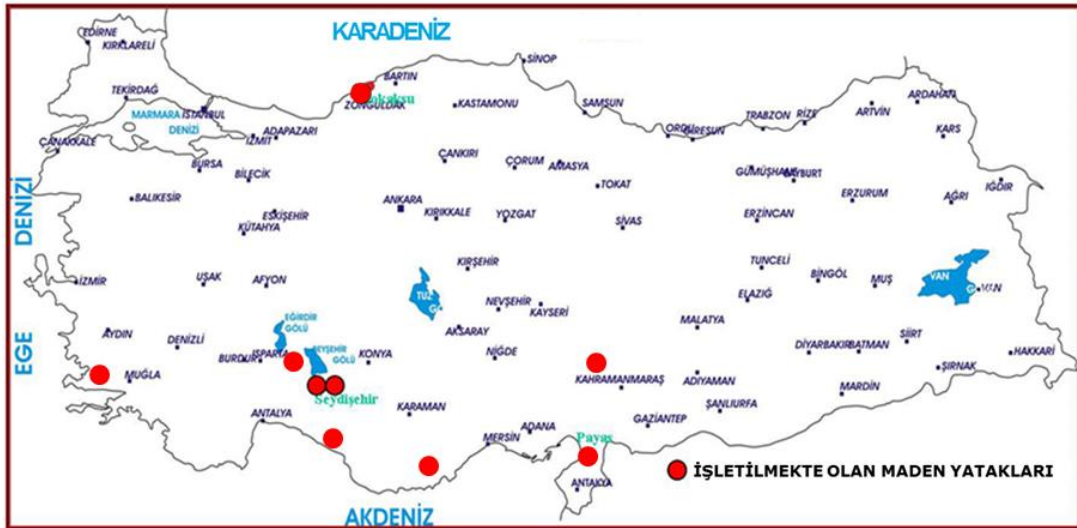 KARADENİZ
EDİRNE
KIRKLARELİ
SİNOP
BARTIN
TEKİRDAĞ
ZONGULDAK
KASTAMONU
SAMSUN
ARDAHAN
ARTVİN
MARMARA
DENİZİ
İSTANBUL
ADAPAZARI
İZMİT
ORDU
TRABZON
RİZE
KARS
ÇANAKKALE
BURSA
BİLECİK
ÇANKIRI
ÇORUM
AMASYA
TOKAT
GÜMÜŞHANE
ERZURUM
AĞRI
IĞDIR
EGE DENİZİ
BALIKESİR
ESKİŞEHİR
KÜTAHYA
ANKARA
KIRIKKALE
YOZGAT
SİVAS
ERZİNCAN
İZMİR
UŞAK
AFYON
KIRŞEHİR
TUZ
NEVŞEHİR
KAYSERİ
TUNCELİ
BİNGÖL
MUŞ
VAN
VAN
ELAZIĞ
EĞİRDİR
GÖLÜ
AKSARAY
MALATYA
AYDIN
DENİZLİ
BURDUR
ISPARTA
BEYŞEHİR
GÖLÜ
KONYA
NİĞDE
DİYARBAKIR
BATMAN
SİİRT
HAKKARİ
ŞIRNAK
MUĞLA
KAHRAMANMARAŞ
ADIYAMAN
MARDİN
Seydişehir
ANTALYA
KARAMAN
ŞANLIURFA
GAZİANTEP
MERSİN
ADANA
Payas
ANTAKYA
İŞLETİLMEKTE OLAN MADEN YATAKLARI
AKDENİZ